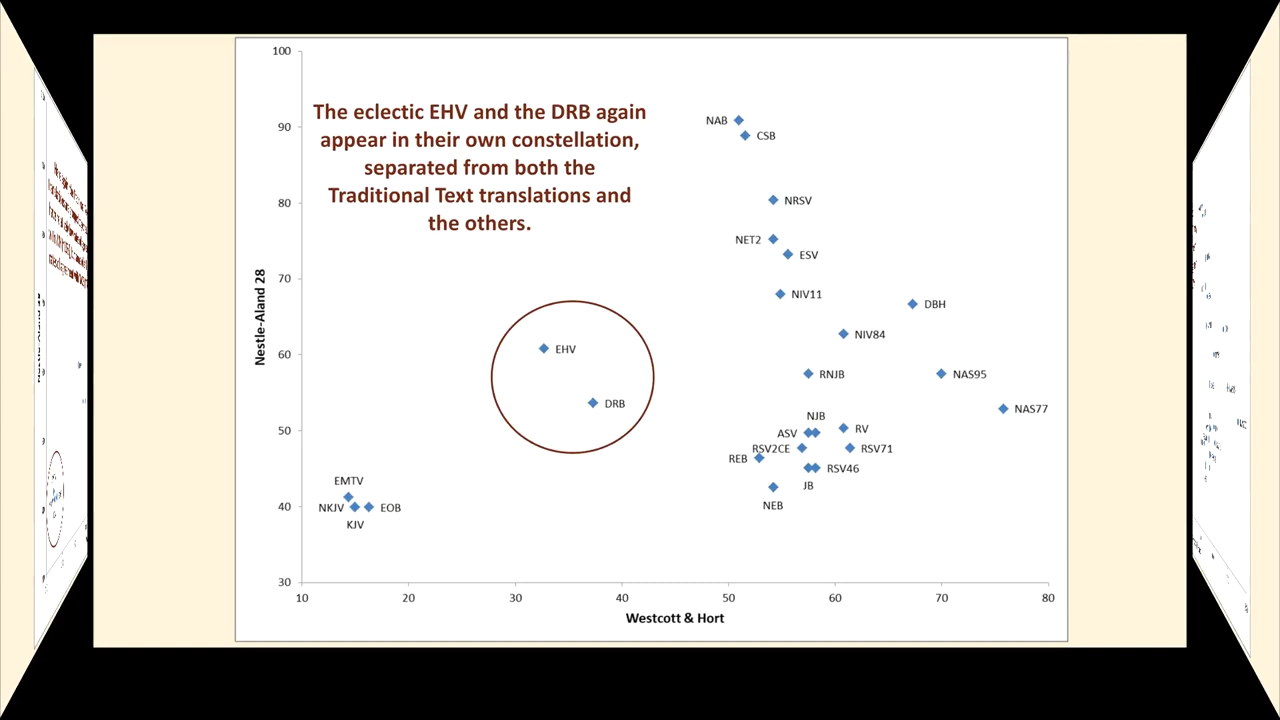 The eclectic EHV and the DRB again
appear in their own constellation,
separated from both the
Traditional Text translations and
the others.
100
90
80
70
60
50
40
30
Nestle-Aland 28
NAB
CSB
NRSV
NET2
ESV
NIV11
DBH
NIV84
EHV
RNJB
NAS95
DRB
NAS77
NJB
ASV
RV
RSV2CE
RSV71
REB
RSV46
JB
NEB
EMTV
NKJV
EOB
KJV
10 20 30 40 50 60 70 80
Westcott & Hort